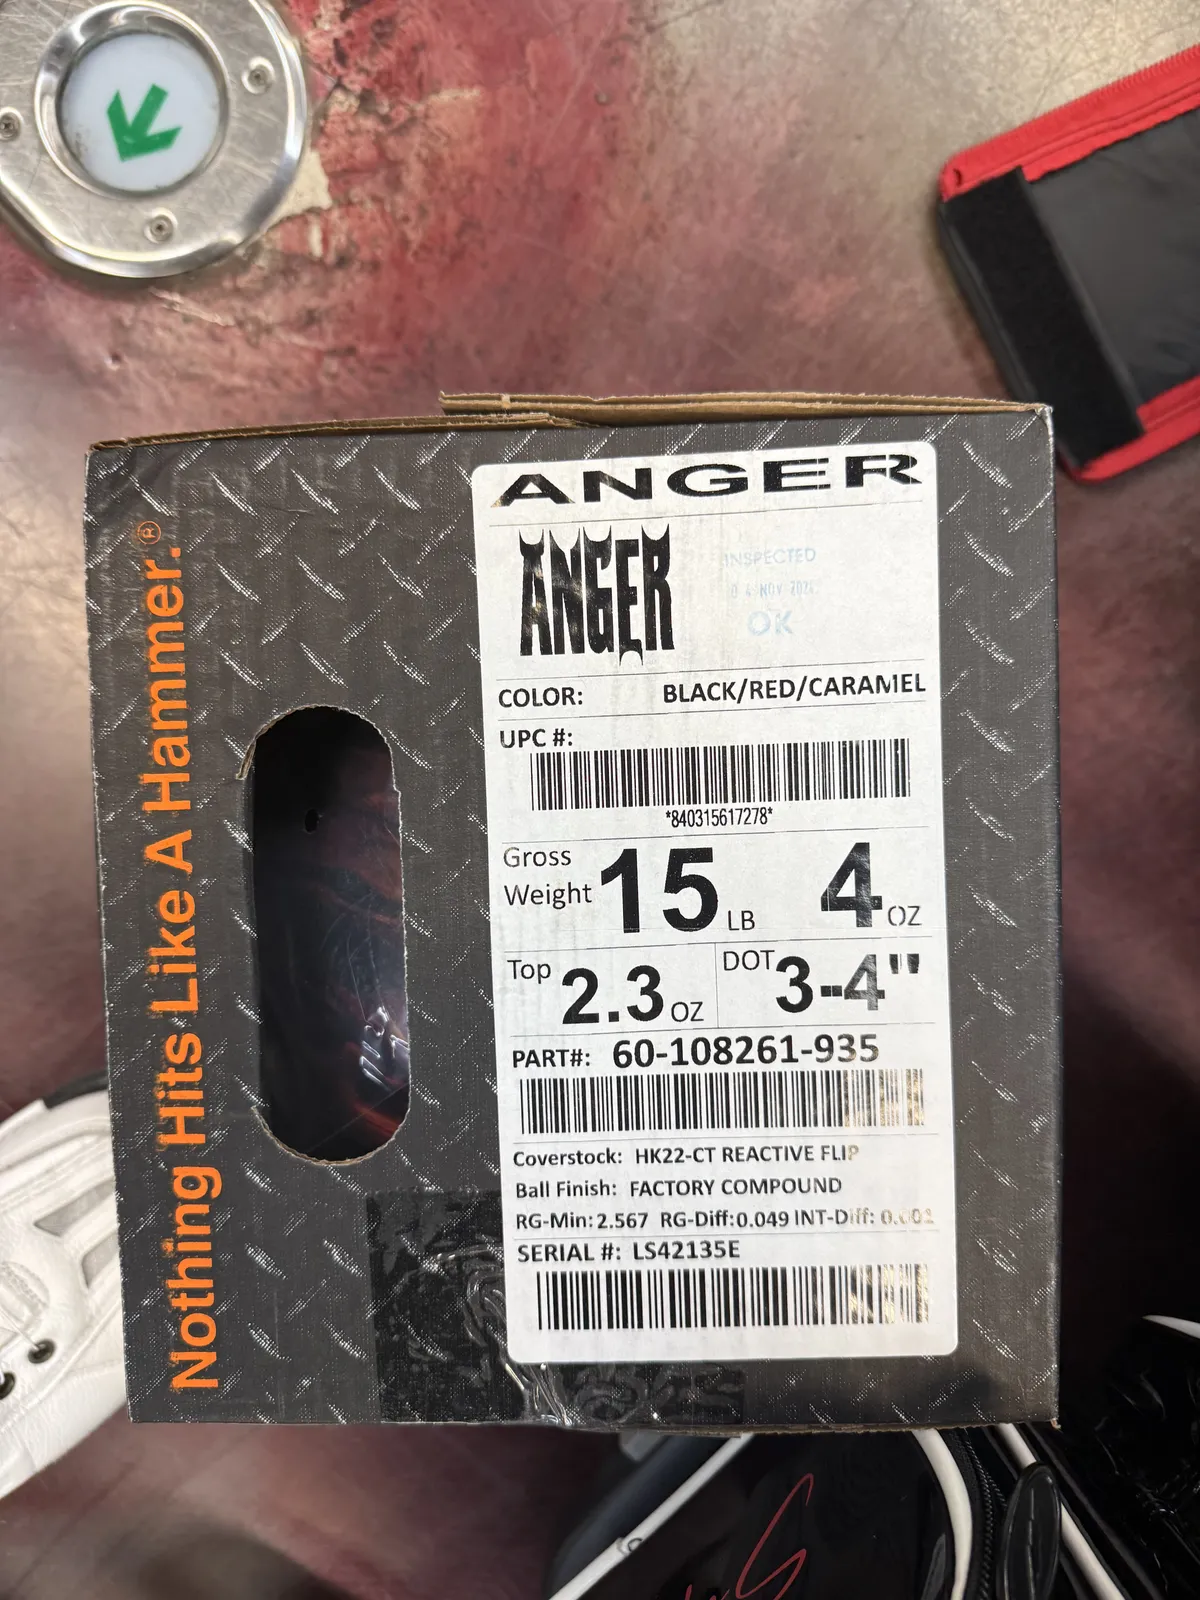 Nothing Hits Like A Hammer.®
ANGER
ANGER
INSPECTED
OK
COLOR: BLACK/RED/CARAMEL
UPC #:
*840315617278*
Gross Weight 15 LB 4 OZ
Top 2.3 OZ DOT 3-4"
PART#: 60-108261-935
Coverstock: HK22-CT REACTIVE FLIP
Ball Finish: FACTORY COMPOUND
RG-Min: 2.567 RG-Diff:0.049 INT-Diff:
SERIAL #: LS42135E